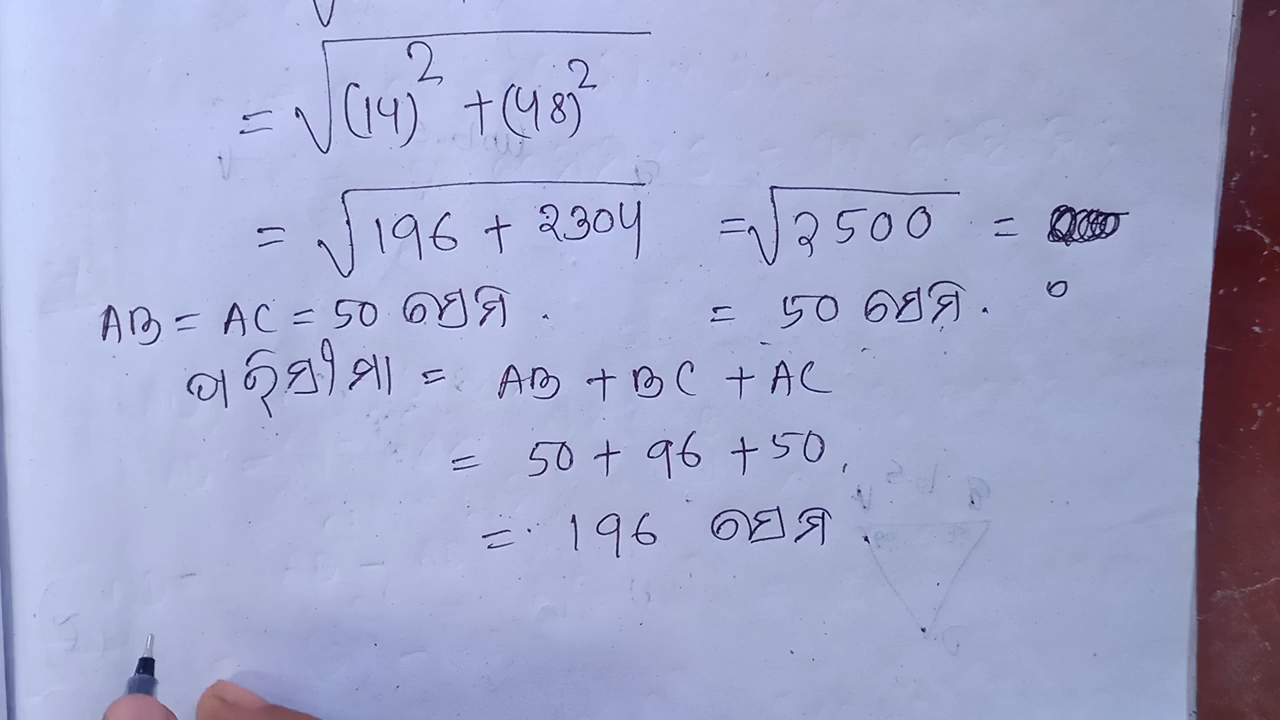 = √(14)² + (48)²
= √196 + 2304 = √2500 =
AB = AC = 50 ସେମି. = 50 ସେମି.
ପରିସୀମା = AB + BC + AC
= 50 + 96 + 50.
= 196 ସେମି.